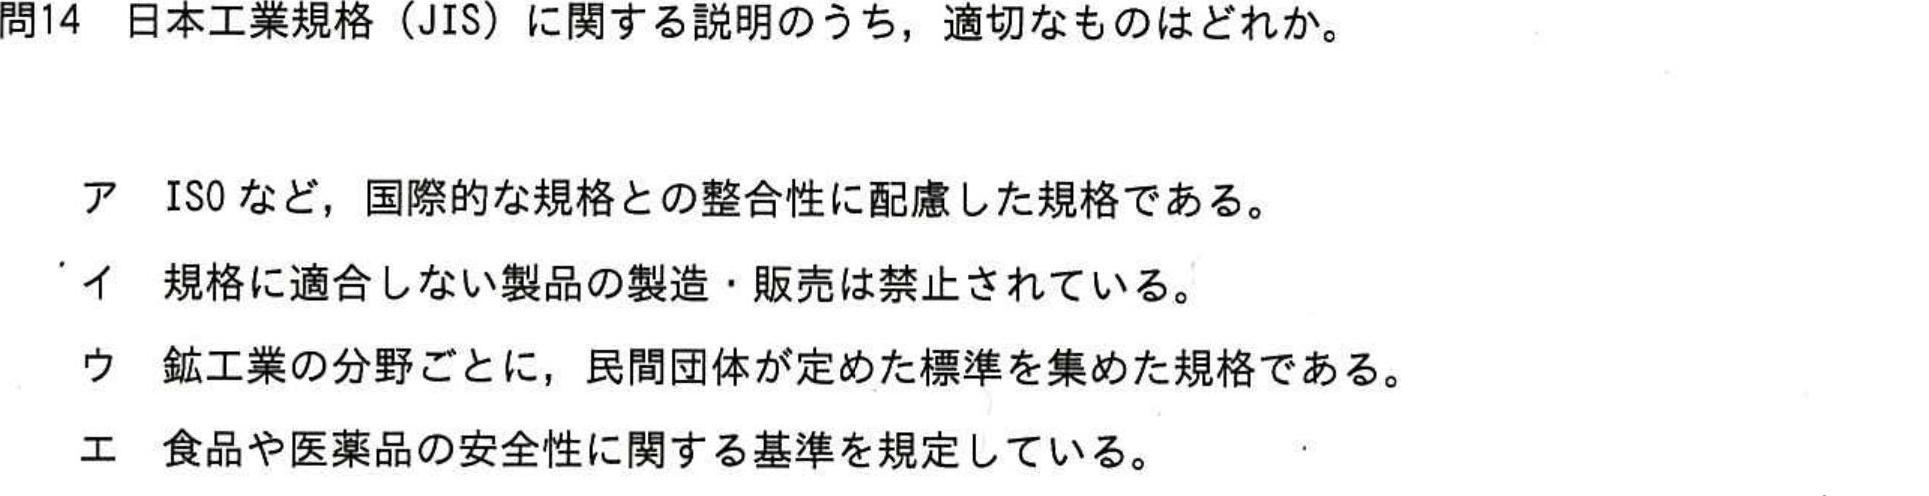 問14 日本工業規格（JIS）に関する説明のうち，適切なものはどれか。
ア ISO など，国際的な規格との整合性に配慮した規格である。
イ 規格に適合しない製品の製造・販売は禁止されている。
ウ 鉱工業の分野ごとに，民間団体が定めた標準を集めた規格である。
エ 食品や医薬品の安全性に関する基準を規定している。